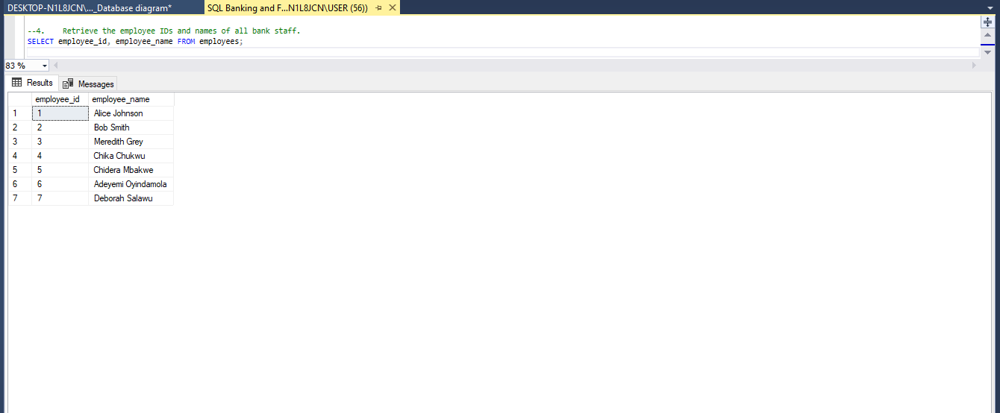 DESKTOP-N1L8JCN\..._Database diagram* SQL Banking and F...N1L8JCN\USER (56))
--4. Retrieve the employee IDs and names of all bank staff.
SELECT employee_id, employee_name FROM employees;
83 %
Results Messages
employee_id employee_name
1 1 Alice Johnson
2 2 Bob Smith
3 3 Meredith Grey
4 4 Chika Chukwu
5 5 Chidera Mbakwe
6 6 Adeyemi Oyindamola
7 7 Deborah Salawu